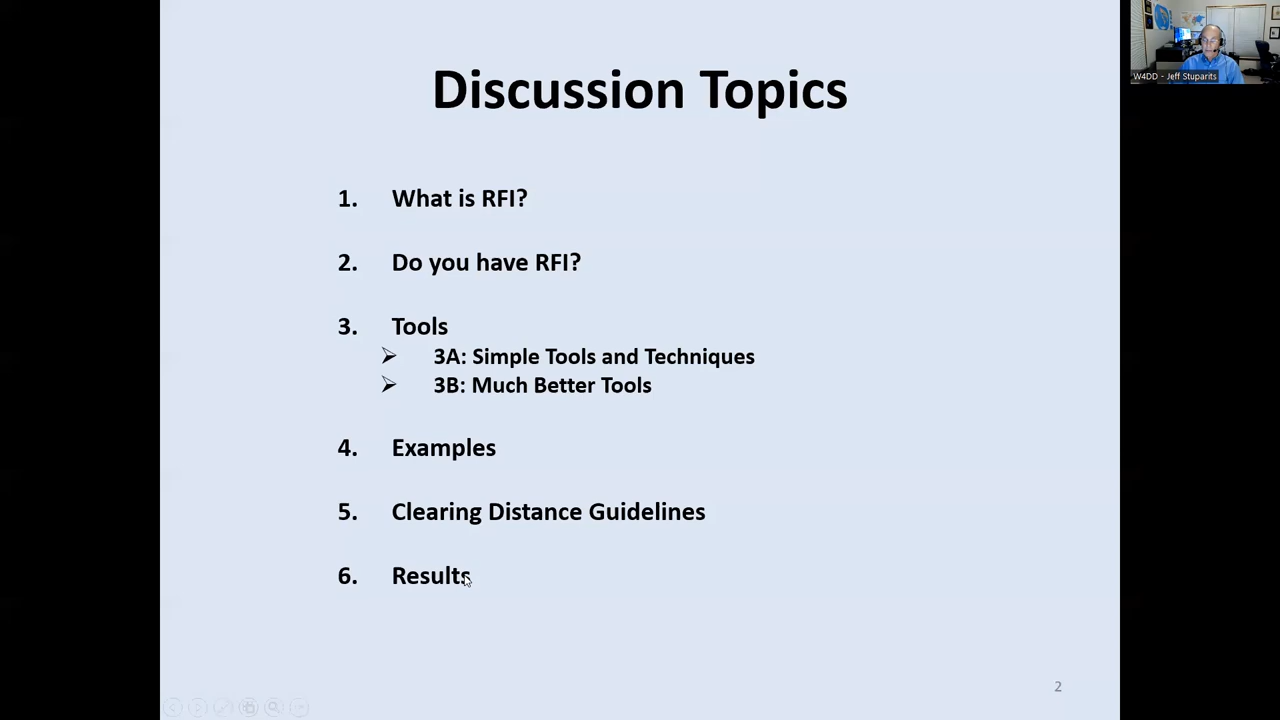 Discussion Topics
W4DD - Jeff Stuparits
1. What is RFI?
2. Do you have RFI?
3. Tools
➢ 3A: Simple Tools and Techniques
➢ 3B: Much Better Tools
4. Examples
5. Clearing Distance Guidelines
6. Results
2